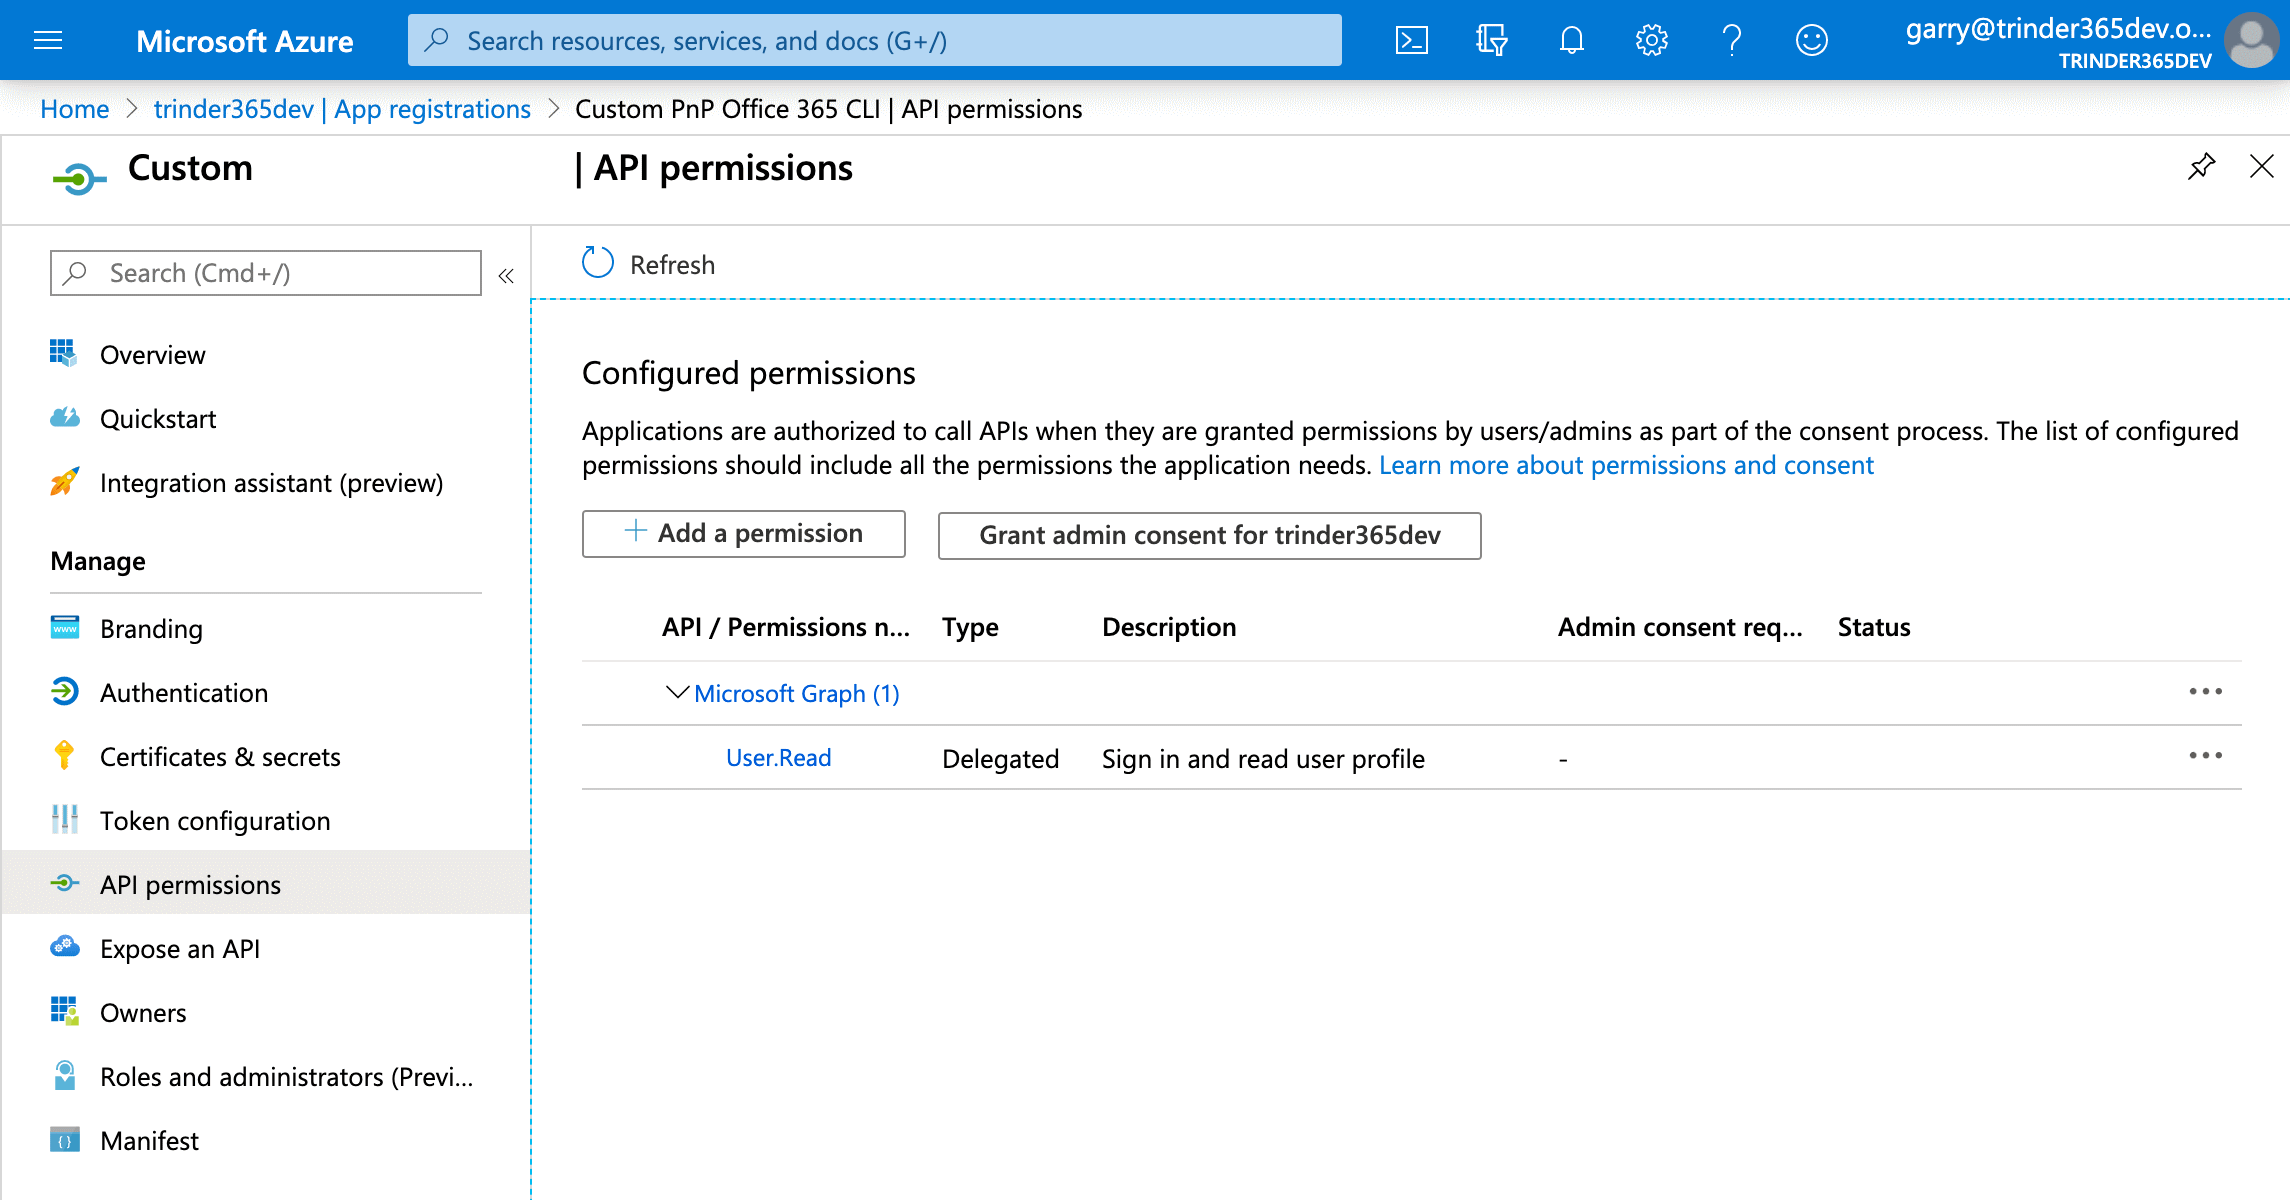 Microsoft Azure
Search resources, services, and docs (G+/)
garry@trinder365dev.o...
TRINDER365DEV
Home > trinder365dev | App registrations > Custom PnP Office 365 CLI | API permissions
Custom | API permissions
Search (Cmd+/)
«
Refresh
Overview
Quickstart
Integration assistant (preview)
Manage
Branding
Authentication
Certificates & secrets
Token configuration
API permissions
Expose an API
Owners
Roles and administrators (Previ...
Manifest
Configured permissions
Applications are authorized to call APIs when they are granted permissions by users/admins as part of the consent process. The list of configured
permissions should include all the permissions the application needs. Learn more about permissions and consent
+ Add a permission
Grant admin consent for trinder365dev
API / Permissions n... Type Description Admin consent req... Status
Microsoft Graph (1) ...
User.Read Delegated Sign in and read user profile - ...